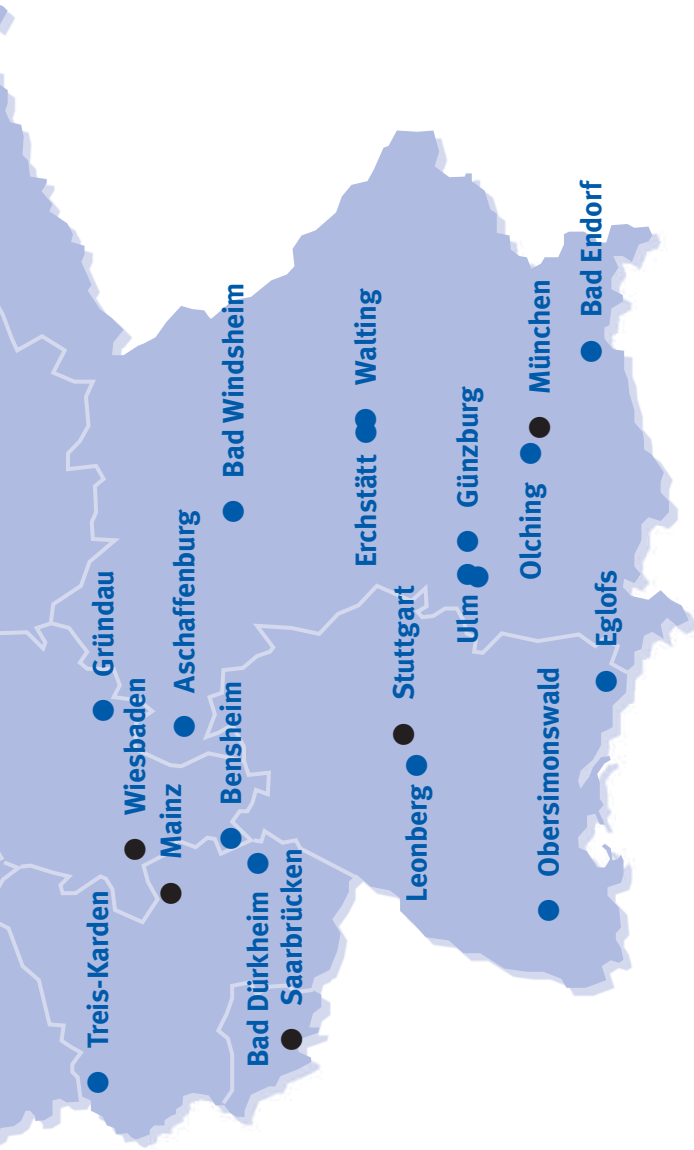 Treis-Karden
Gründau
Wiesbaden
Mainz
Aschaffenburg
Bensheim
Bad Windsheim
Bad Dürkheim
Saarbrücken
Erchstätt
Walting
Stuttgart
Leonberg
Ulm
Günzburg
Olching
München
Obersimonswald
Bad Endorf
Eglofs